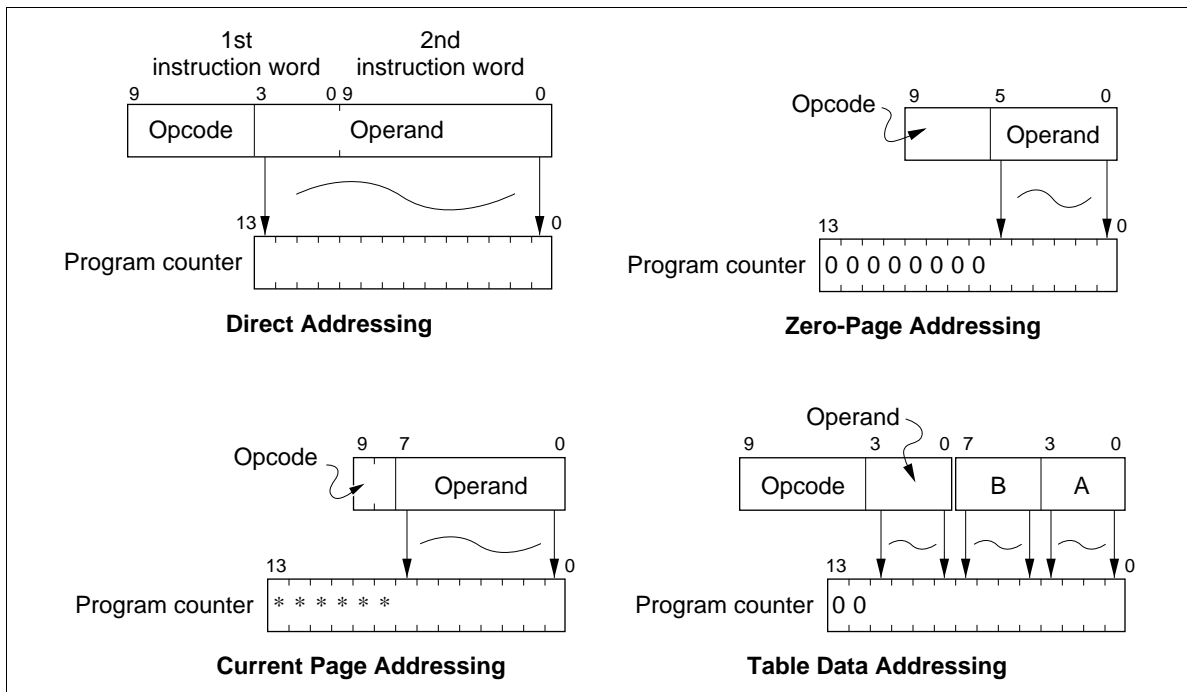 1st
instruction word
2nd
instruction word
9 3 0 9 0
Opcode Operand
13 0
Program counter
Direct Addressing
Opcode
9 5 0
Operand
13 0
Program counter 0 0 0 0 0 0 0 0
Zero-Page Addressing
Opcode
9 7 0
Operand
13 0
Program counter * * * * * *
Current Page Addressing
Operand
9 3 0 7 3 0
Opcode B A
13 0
Program counter 0 0
Table Data Addressing